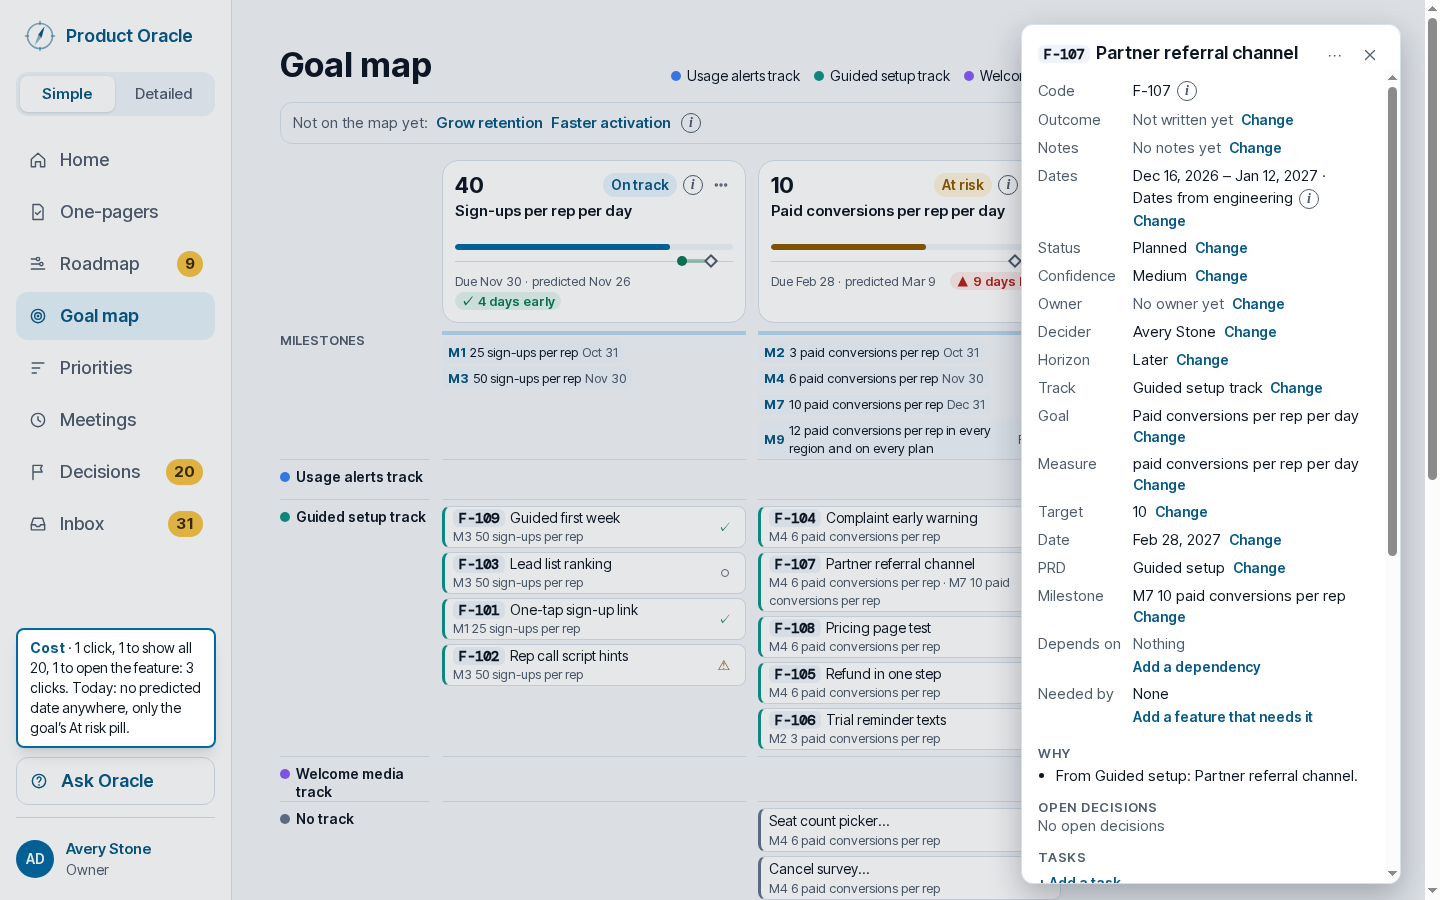 Product Oracle
Simple
Detailed
Home
One-pagers
Roadmap
9
Goal map
Priorities
Meetings
Decisions
20
Inbox
31
Cost · 1 click, 1 to show all
20, 1 to open the feature: 3
clicks. Today: no predicted
date anywhere, only the
goal's At risk pill.
Ask Oracle
AD
Avery Stone
Owner
Goal map
Usage alerts track
Guided setup track
Not on the map yet: Grow retention Faster activation i
40
On track
i
Sign-ups per rep per day
Due Nov 30 · predicted Nov 26
✓ 4 days early
10
At risk
i
Paid conversions per rep per day
Due Feb 28 · predicted Mar 9
▲ 9 days
MILESTONES
M1 25 sign-ups per rep Oct 31
M3 50 sign-ups per rep Nov 30
M2 3 paid conversions per rep Oct 31
M4 6 paid conversions per rep Nov 30
M7 10 paid conversions per rep Dec 31
M9 12 paid conversions per rep in every
region and on every plan
Usage alerts track
Guided setup track
F-109 Guided first week
M3 50 sign-ups per rep
F-103 Lead list ranking
M3 50 sign-ups per rep
F-101 One-tap sign-up link
M1 25 sign-ups per rep
F-102 Rep call script hints
M3 50 sign-ups per rep
F-104 Complaint early warning
M4 6 paid conversions per rep
F-107 Partner referral channel
M4 6 paid conversions per rep · M7 10 paid
conversions per rep
F-108 Pricing page test
M4 6 paid conversions per rep
F-105 Refund in one step
M4 6 paid conversions per rep
F-106 Trial reminder texts
M2 3 paid conversions per rep
Welcome media
track
No track
Seat count picker...
M4 6 paid conversions per rep
Cancel survey...
M4 6 paid conversions per rep
F-107 Partner referral channel
Code F-107 i
Outcome Not written yet Change
Notes No notes yet Change
Dates Dec 16, 2026 – Jan 12, 2027 ·
Dates from engineering i
Change
Status Planned Change
Confidence Medium Change
Owner No owner yet Change
Decider Avery Stone Change
Horizon Later Change
Track Guided setup track Change
Goal Paid conversions per rep per day
Change
Measure paid conversions per rep per day
Change
Target 10 Change
Date Feb 28, 2027 Change
PRD Guided setup Change
Milestone M7 10 paid conversions per rep
Change
Depends on Nothing
Add a dependency
Needed by None
Add a feature that needs it
WHY
• From Guided setup: Partner referral channel.
OPEN DECISIONS
No open decisions
TASKS
+ Add a task